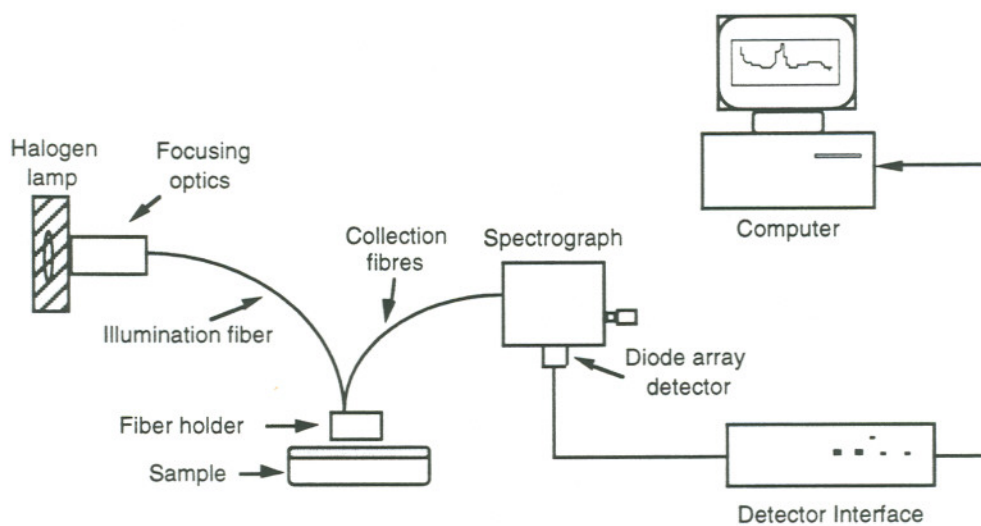 Halogen
lamp
Focusing
optics
Illumination fiber
Collection
fibres
Spectrograph
Computer
Diode array
detector
Fiber holder
Sample
Detector Interface